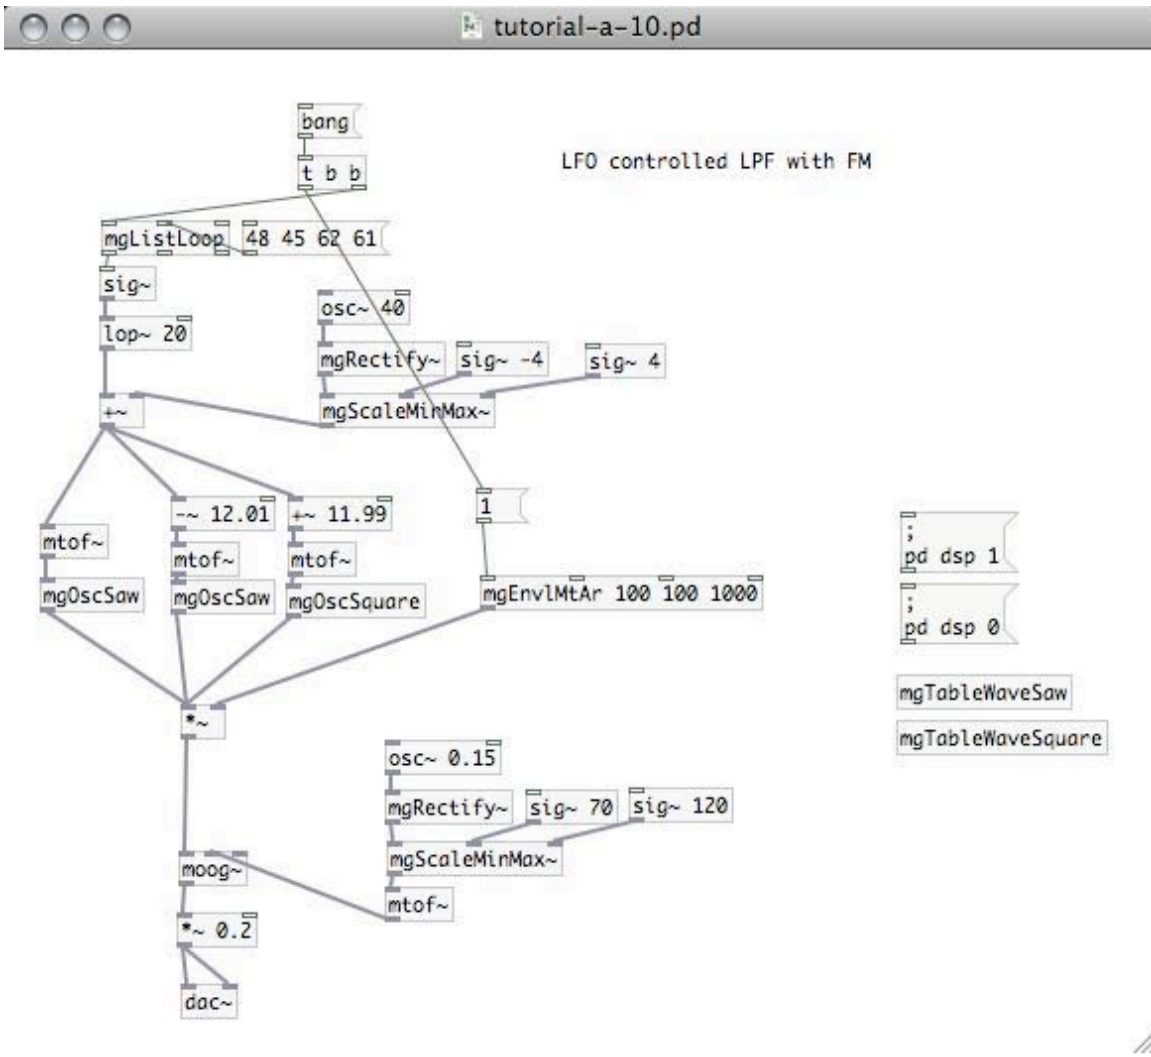 tutorial-a-10.pd
bang
t b b
LFO controlled LPF with FM
mgListLoop
48 45 62 61
sig~
lop~ 20
osc~ 40
mgRectify~
sig~ -4
sig~ 4
+~
mgScaleMinMax~
-~ 12.01
+~ 11.99
1
mtof~
mtof~
mtof~
mgOscSaw
mgOscSaw
mgOscSquare
mgEnvlMtAr 100 100 1000
;
pd dsp 1
;
pd dsp 0
mgTableWaveSaw
mgTableWaveSquare
*~
osc~ 0.15
mgRectify~
sig~ 70
sig~ 120
mgScaleMinMax~
moog~
mtof~
*~ 0.2
dac~